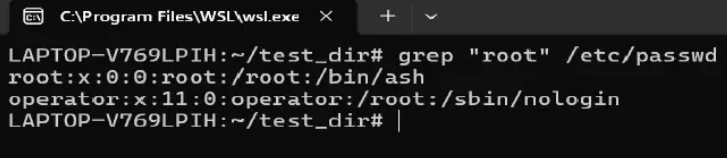 C:\Program Files\WSL\wsl.exe
LAPTOP-V769LPIH:~/test_dir# grep "root" /etc/passwd
root:x:0:0:root:/root:/bin/ash
operator:x:11:0:operator:/root:/sbin/nologin
LAPTOP-V769LPIH:~/test_dir#